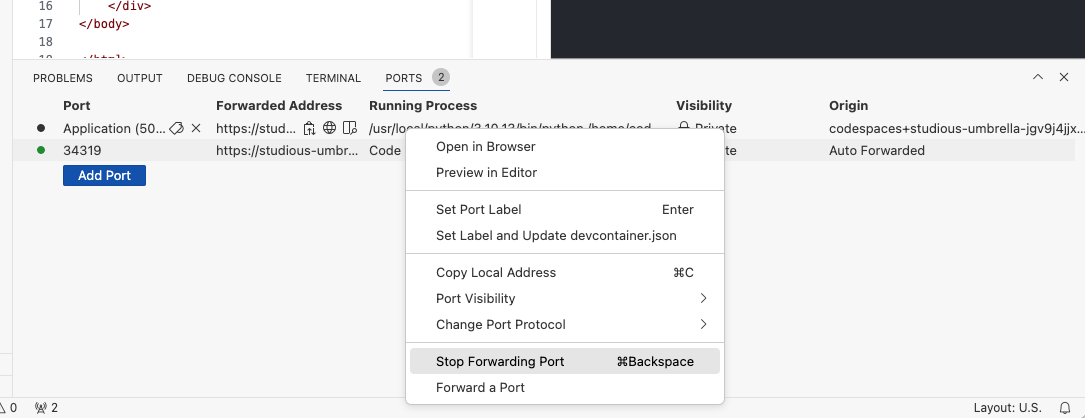 16 </div>
17 </body>
18
PROBLEMS OUTPUT DEBUG CONSOLE TERMINAL PORTS 2
Port Forwarded Address Running Process Visibility Origin
Application (50... https://stud... /usr/local/python/3.10.13/bin/python /home/cod Private codespaces+studious-umbrella-jgv9j4jjx...
34319 https://studious-umbr... Code Auto Forwarded
Add Port
Open in Browser
Preview in Editor
Set Port Label Enter
Set Label and Update devcontainer.json
Copy Local Address ⌘C
Port Visibility
Change Port Protocol
Stop Forwarding Port ⌘Backspace
Forward a Port
0 2 Layout: U.S.